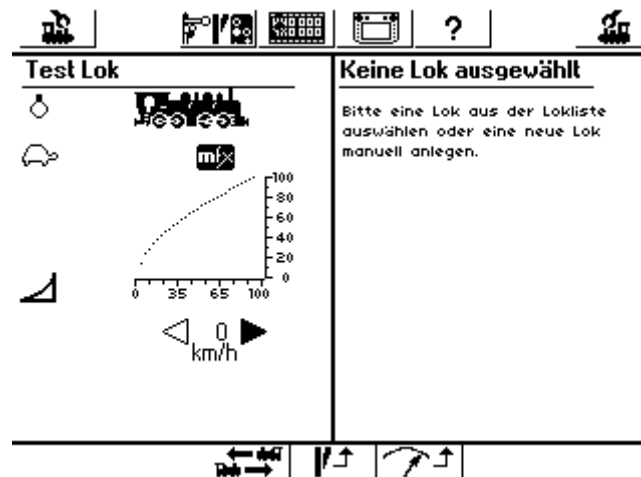 ?
Test Lok
Keine Lok ausgewählt
Bitte eine Lok aus der Lokliste
auswählen oder eine neue Lok
manuell anlegen.
mfx
100
80
60
40
20
0
0 35 65 100
0
km/h